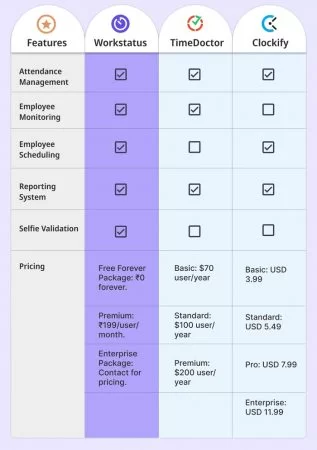 Features
Workstatus
TimeDoctor
Clockify
Attendance
Management
Employee
Monitoring
Employee
Scheduling
Reporting
System
Selfie Validation
Pricing
Free Forever
Package: ₹0
forever.
Basic: $70
user/year
Basic: USD
3.99
Premium:
₹199/user/
month.
Standard:
$100 user/
year
Standard:
USD 5.49
Enterprise
Package:
Contact for
pricing.
Premium:
$200 user/
year
Pro: USD 7.99
Enterprise:
USD 11.99